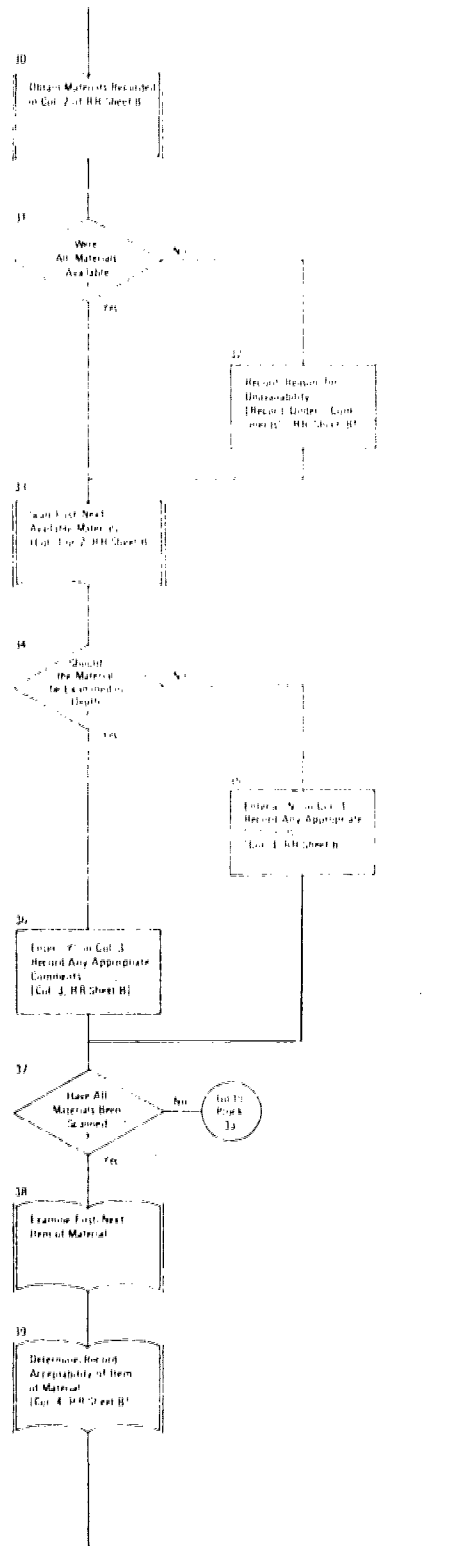 30
Obtain Materials Recorded
in Col. 2 of RR Sheet B
31
Were
All Materials
Available
No
Yes
32
Record Reason for
Unavailability
[Record Under "Com
ments" RR Sheet B]
33
Scan First/Next
Available Materials
[Col. 1 or 2, RR Sheet B
34
Should
the Material
be Examined in
Depth
No
Yes
35
Enter a "N" in Col. 3
Record Any Appropriate
[Col. 3, RR Sheet B
36
Enter "Y" in Col. 3
Record Any Appropriate
Comments
[Col. 3, RR Sheet B]
37
Have All
Materials Been
Scanned
?
No
Go to
Block
33
Yes
38
Examine First/Next
Item of Material
39
Determine/Record
Acceptability of Item
of Material
[Col. 4, RR Sheet B]